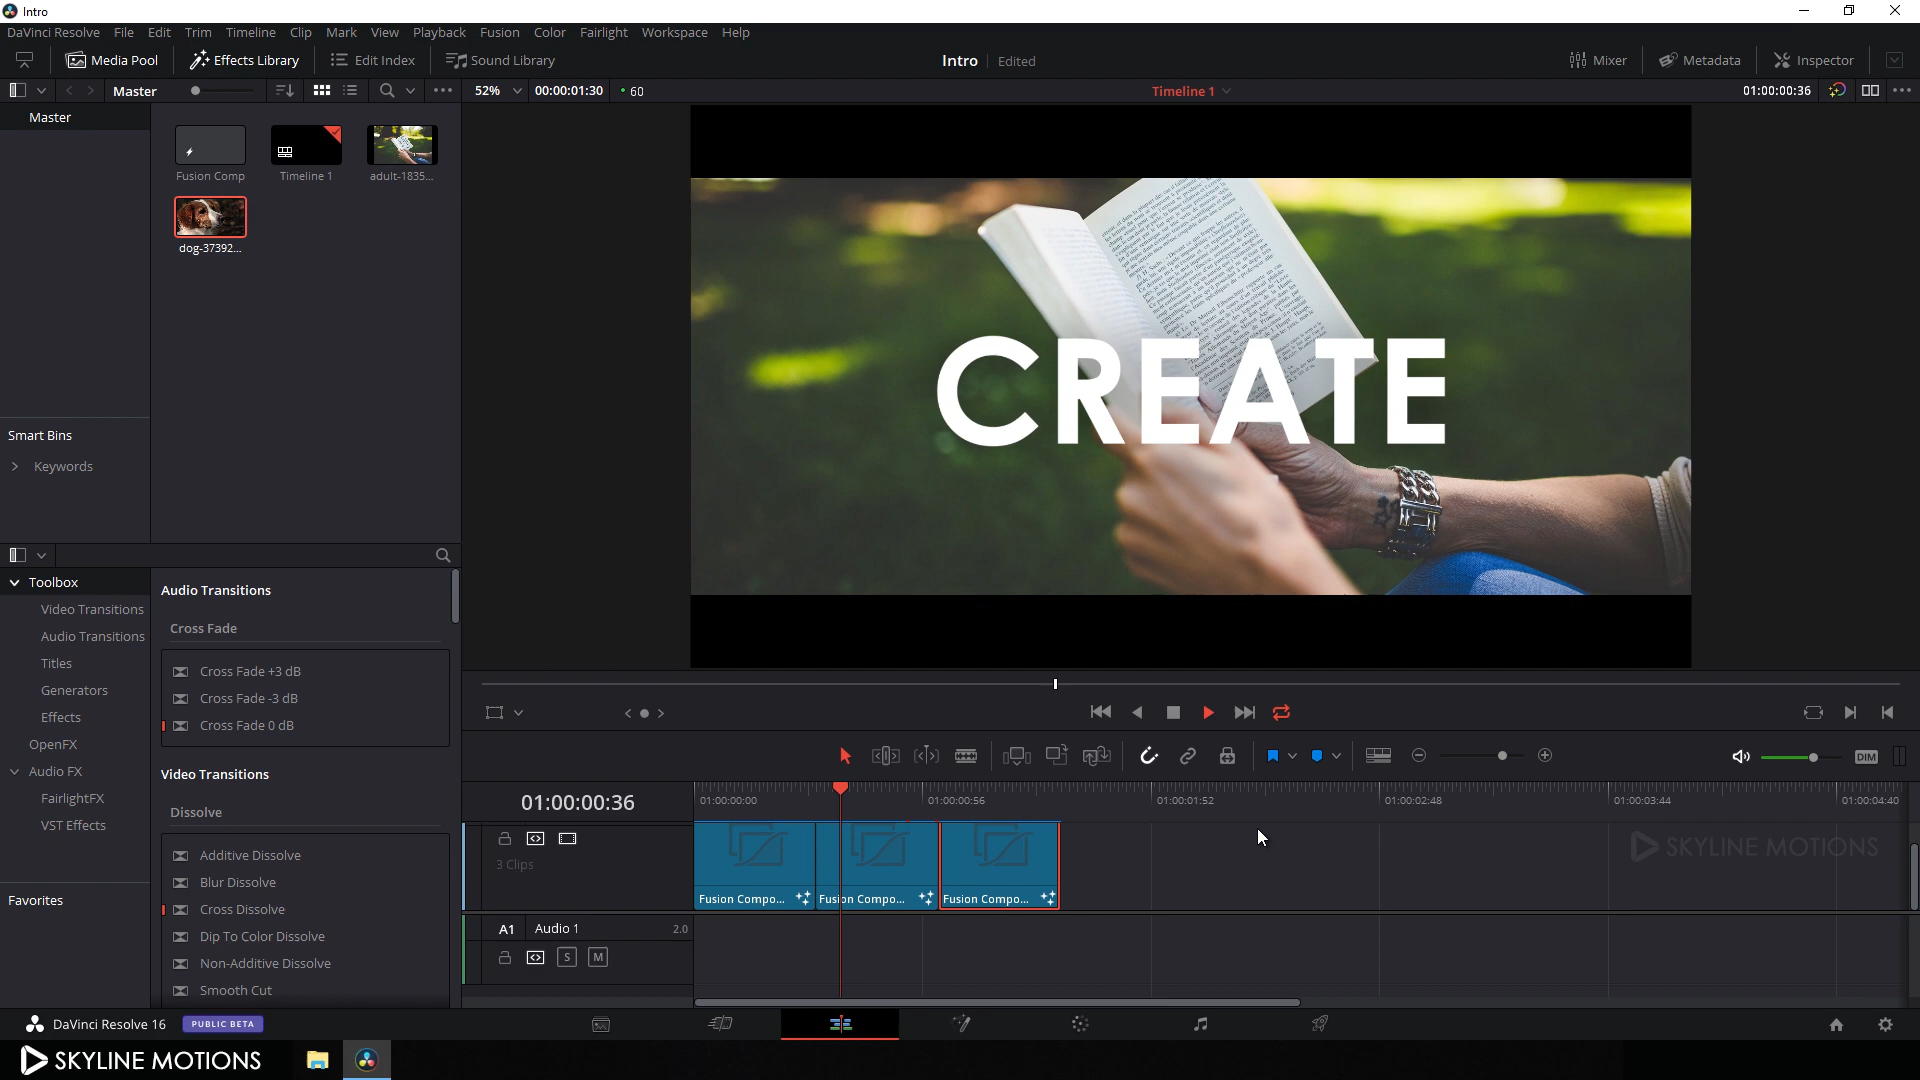 Intro
DaVinci Resolve File Edit Trim Timeline Clip Mark View Playback Fusion Color Fairlight Workspace Help
Media Pool Effects Library Edit Index Sound Library Intro Edited Mixer Metadata Inspector
Master 52% 00:00:01:30 60 Timeline 1 01:00:00:36
Master
Fusion Comp Timeline 1 adult-1835...
dog-37392...
CREATE
Smart Bins
Keywords
Toolbox
Video Transitions
Audio Transitions
Titles
Generators
Effects
OpenFX
Audio FX
FairlightFX
VST Effects
Favorites
Audio Transitions
Cross Fade
Cross Fade +3 dB
Cross Fade -3 dB
Cross Fade 0 dB
Video Transitions
Dissolve
Additive Dissolve
Blur Dissolve
Cross Dissolve
Dip To Color Dissolve
Non-Additive Dissolve
Smooth Cut
DIM
01:00:00:36 01:00:00:00 01:00:00:56 01:00:01:52 01:00:02:48 01:00:03:44 01:00:04:40
3 Clips
SKYLINE MOTIONS
Fusion Compo... Fusion Compo... Fusion Compo...
A1 Audio 1 2.0
S M
DaVinci Resolve 16 PUBLIC BETA
SKYLINE MOTIONS